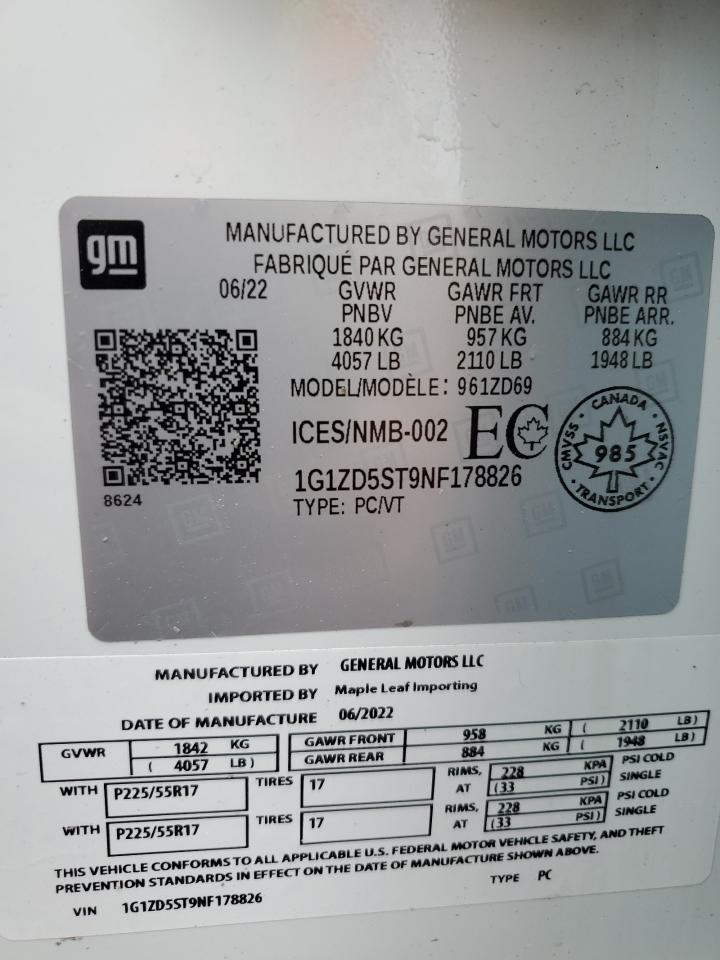 gm
MANUFACTURED BY GENERAL MOTORS LLC
FABRIQUÉ PAR GENERAL MOTORS LLC
06/22 GVWR GAWR FRT GAWR RR
PNBV PNBE AV. PNBE ARR.
1840 KG 957 KG 884 KG
4057 LB 2110 LB 1948 LB
MODEL/MODÈLE: 961ZD69
ICES/NMB-002 EC
CANADA
CMVSS 985 NSVAC
TRANSPORT
1G1ZD5ST9NF178826
8624
TYPE: PC/VT
GM GM GM GM GM
MANUFACTURED BY GENERAL MOTORS LLC
IMPORTED BY Maple Leaf Importing
DATE OF MANUFACTURE 06/2022
GVWR 1842 KG GAWR FRONT 958 KG ( 2110 LB )
( 4057 LB ) GAWR REAR 884 KG ( 1948 LB )
WITH P225/55R17 TIRES 17 RIMS, 228 KPA PSI COLD
AT (33 PSI ) SINGLE
WITH P225/55R17 TIRES 17 RIMS, 228 KPA PSI COLD
AT (33 PSI ) SINGLE
THIS VEHICLE CONFORMS TO ALL APPLICABLE U.S. FEDERAL MOTOR VEHICLE SAFETY, AND THEFT
PREVENTION STANDARDS IN EFFECT ON THE DATE OF MANUFACTURE SHOWN ABOVE.
VIN 1G1ZD5ST9NF178826 TYPE PC